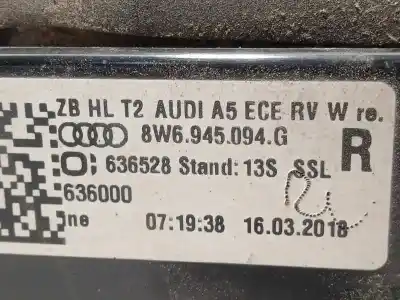 ZB HL T2 AUDI A5 ECE RV W re.
8W6.945.094.G R
636528 Stand: 13S SSL
636000
ne 07:19:38 16.03.2018